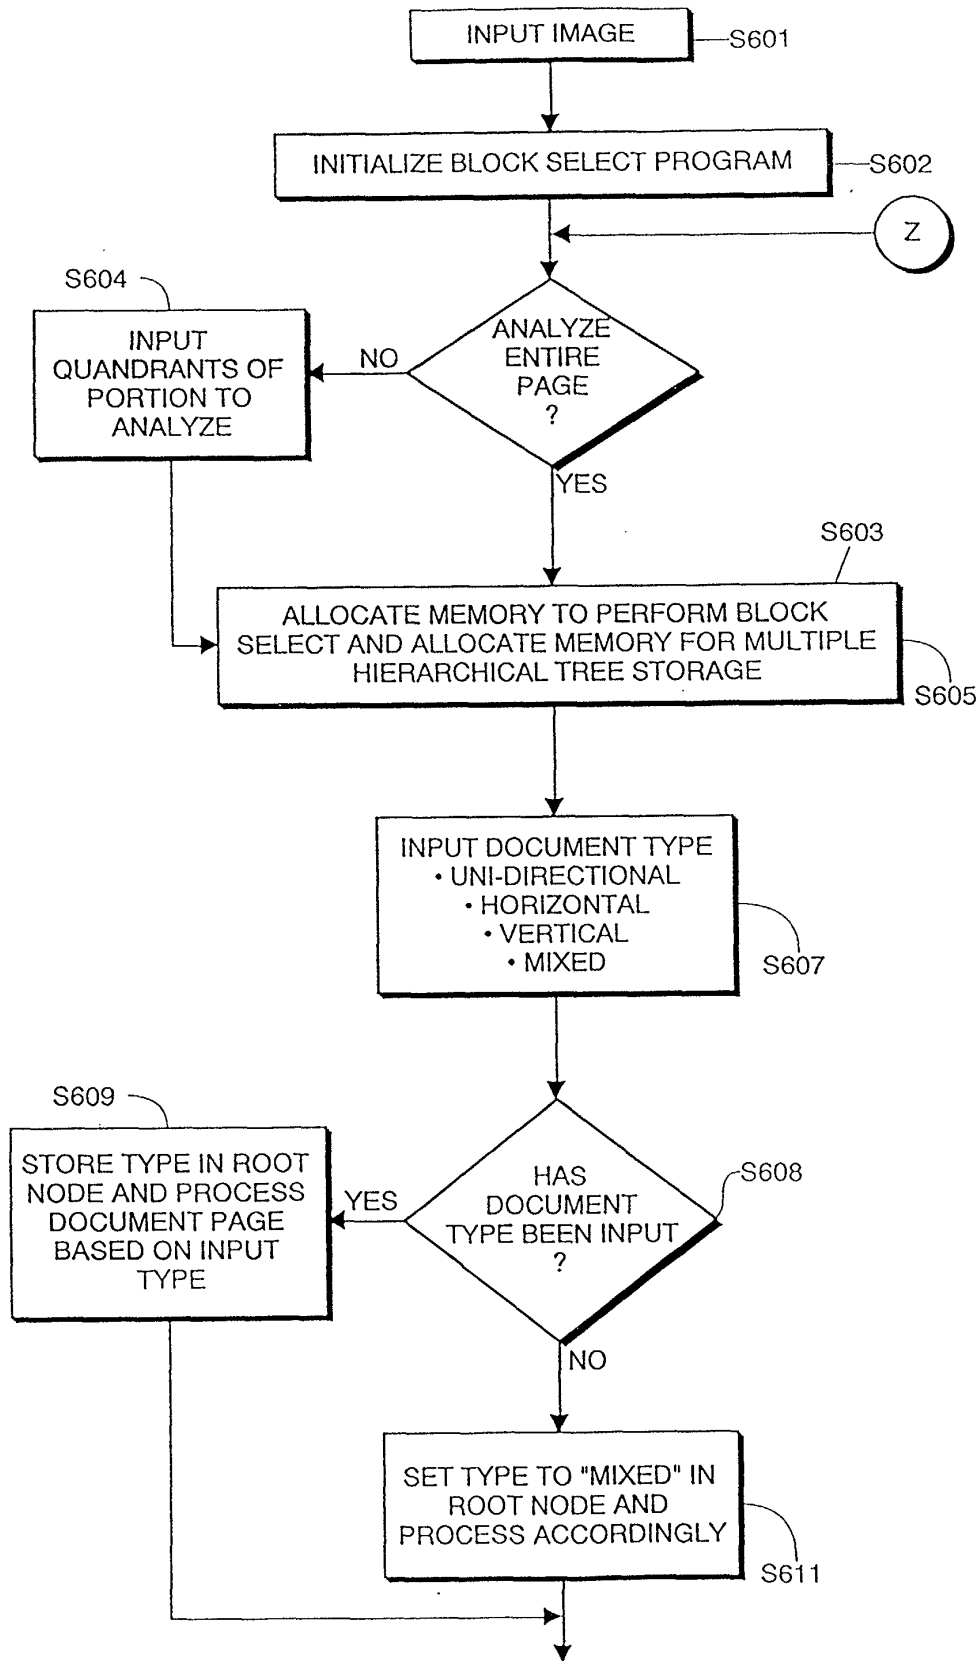 INPUT IMAGE
S601
INITIALIZE BLOCK SELECT PROGRAM
S602
Z
S604
INPUT
QUANDRANTS OF
PORTION TO
ANALYZE
NO
ANALYZE
ENTIRE
PAGE
?
YES
S603
ALLOCATE MEMORY TO PERFORM BLOCK
SELECT AND ALLOCATE MEMORY FOR MULTIPLE
HIERARCHICAL TREE STORAGE
S605
INPUT DOCUMENT TYPE
• UNI-DIRECTIONAL
• HORIZONTAL
• VERTICAL
• MIXED
S607
S609
STORE TYPE IN ROOT
NODE AND PROCESS
DOCUMENT PAGE
BASED ON INPUT
TYPE
YES
HAS
DOCUMENT
TYPE BEEN INPUT
?
S608
NO
SET TYPE TO "MIXED" IN
ROOT NODE AND
PROCESS ACCORDINGLY
S611